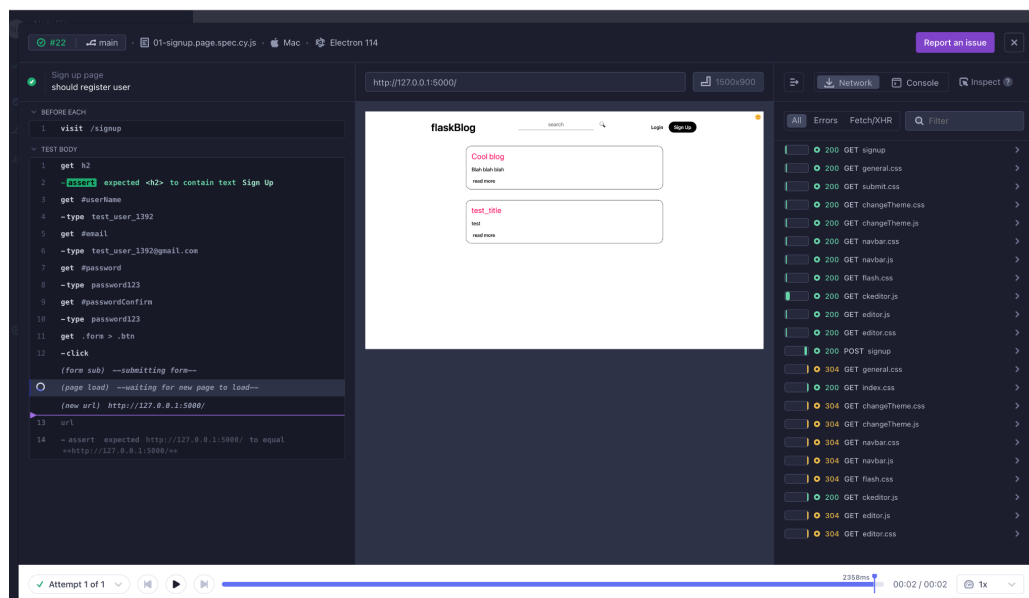 #22 main 01-signup.page.spec.cy.js Mac Electron 114
Report an issue
Sign up page
should register user
BEFORE EACH
1 visit /signup
TEST BODY
1 get h2
2 -assert expected <h2> to contain text Sign Up
3 get #userName
4 -type test_user_1392
5 get #email
6 -type test_user_1392@gmail.com
7 get #password
8 -type password123
9 get #passwordConfirm
10 -type password123
11 get .form > .btn
12 -click
(form sub) --submitting form--
(page load) --waiting for new page to load--
(new url) http://127.0.0.1:5000/
13 url
14 -assert expected http://127.0.0.1:5000/ to equal
**http://127.0.0.1:5000/**
http://127.0.0.1:5000/
1500x900
flaskBlog search Login Sign Up
Cool blog
Blah blah blah
read more
test_title
test
read more
Network Console Inspect ?
All Errors Fetch/XHR Filter
200 GET signup
200 GET general.css
200 GET submit.css
200 GET changeTheme.css
200 GET changeTheme.js
200 GET navbar.css
200 GET navbar.js
200 GET flash.css
200 GET ckeditor.js
200 GET editor.js
200 GET editor.css
200 POST signup
304 GET general.css
200 GET index.css
304 GET changeTheme.css
304 GET changeTheme.js
304 GET navbar.css
304 GET navbar.js
304 GET flash.css
200 GET ckeditor.js
304 GET editor.js
304 GET editor.css
Attempt 1 of 1
2358ms
00:02 / 00:02
1x